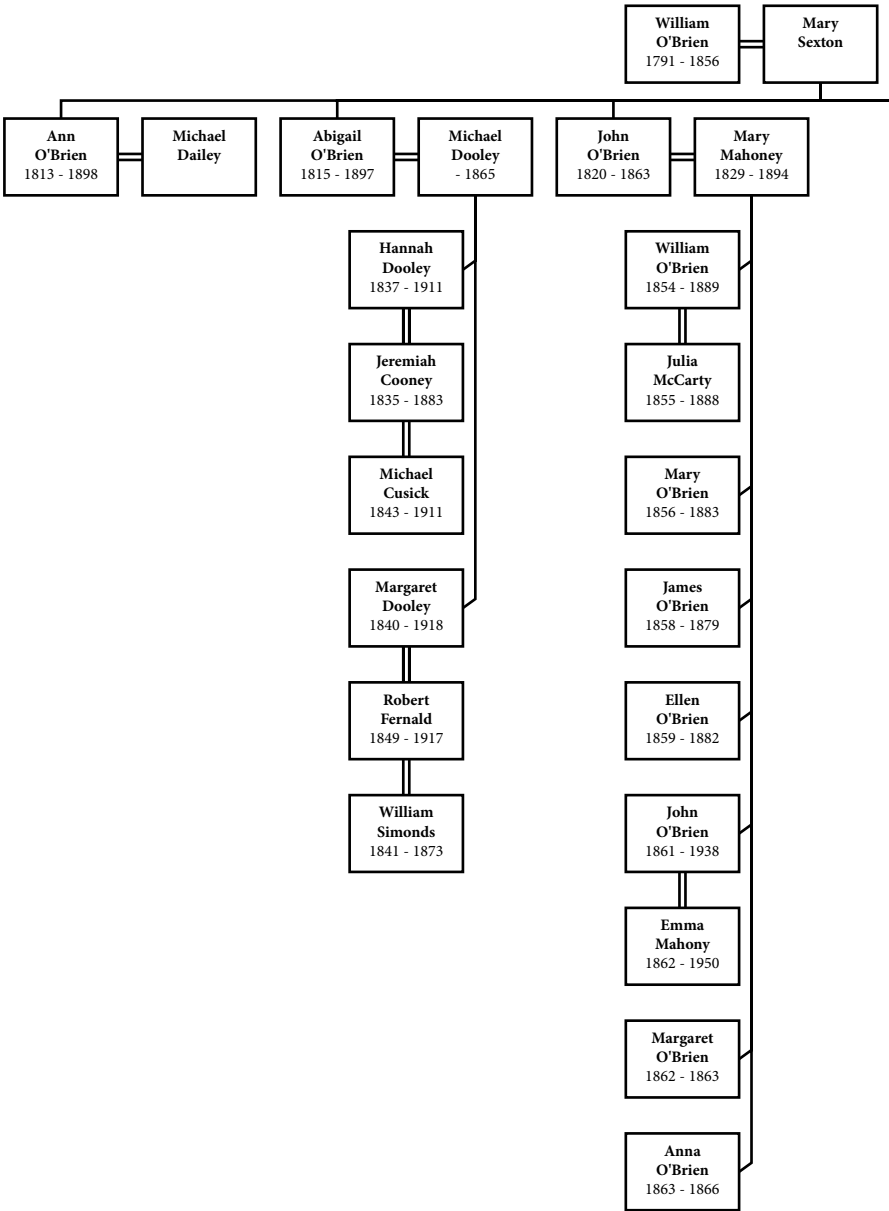 William
O'Brien
1791 - 1856
Mary
Sexton
Ann
O'Brien
1813 - 1898
Michael
Dailey
Abigail
O'Brien
1815 - 1897
Michael
Dooley
- 1865
John
O'Brien
1820 - 1863
Mary
Mahoney
1829 - 1894
Hannah
Dooley
1837 - 1911
Jeremiah
Cooney
1835 - 1883
Michael
Cusick
1843 - 1911
Margaret
Dooley
1840 - 1918
Robert
Fernald
1849 - 1917
William
Simonds
1841 - 1873
William
O'Brien
1854 - 1889
Julia
McCarty
1855 - 1888
Mary
O'Brien
1856 - 1883
James
O'Brien
1858 - 1879
Ellen
O'Brien
1859 - 1882
John
O'Brien
1861 - 1938
Emma
Mahony
1862 - 1950
Margaret
O'Brien
1862 - 1863
Anna
O'Brien
1863 - 1866